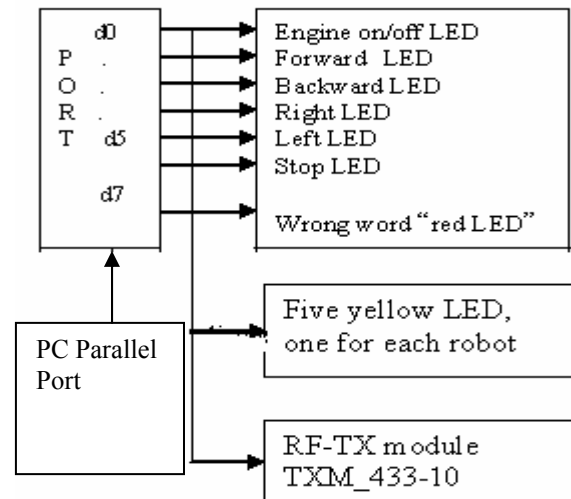 d0
P .
O .
R .
T d5
d7
Engine on/off LED
Forward LED
Backward LED
Right LED
Left LED
Stop LED
Wrong word “red LED”
PC Parallel
Port
Five yellow LED,
one for each robot
RF-TX module
TXM_433-10